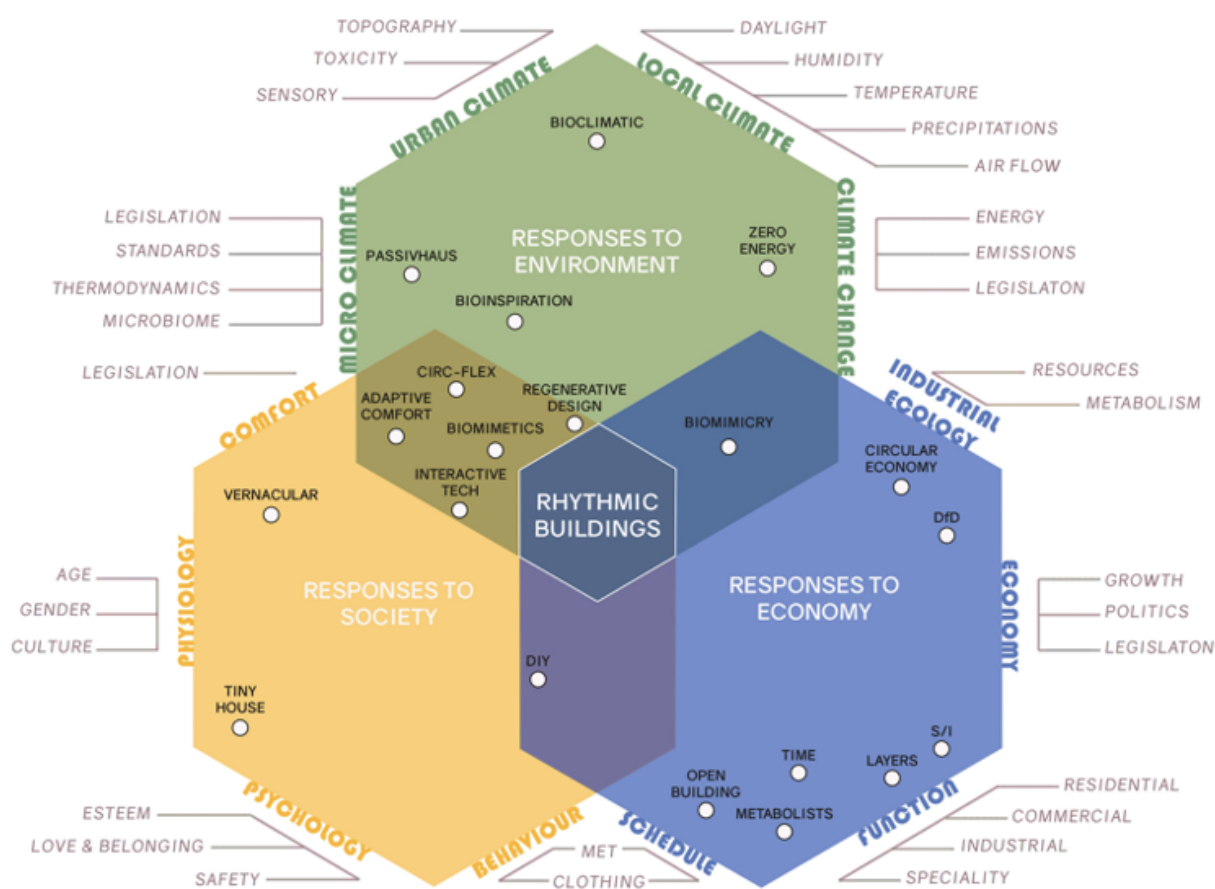 TOPOGRAPHY
TOXICITY
SENSORY
URBAN CLIMATE
LOCAL CLIMATE
DAYLIGHT
HUMIDITY
TEMPERATURE
PRECIPITATIONS
AIR FLOW
BIOCLIMATIC
LEGISLATION
STANDARDS
THERMODYNAMICS
MICROBIOME
MICRO CLIMATE
PASSIVHAUS
RESPONSES TO
ENVIRONMENT
ZERO
ENERGY
BIOINSPIRATION
CLIMATE CHANGE
ENERGY
EMISSIONS
LEGISLATON
LEGISLATION
COMFORT
CIRC-FLEX
ADAPTIVE
COMFORT
REGENERATIVE
DESIGN
BIOMIMETICS
INTERACTIVE
TECH
BIOMIMICRY
INDUSTRIAL
ECOLOGY
RESOURCES
METABOLISM
CIRCULAR
ECONOMY
DfD
VERNACULAR
RHYTHMIC
BUILDINGS
RESPONSES TO
SOCIETY
RESPONSES TO
ECONOMY
AGE
GENDER
CULTURE
PHYSIOLOGY
ECONOMY
GROWTH
POLITICS
LEGISLATON
DIY
TINY
HOUSE
S/I
TIME
LAYERS
OPEN
BUILDING
METABOLISTS
ESTEEM
LOVE & BELONGING
SAFETY
PSYCHOLOGY
BEHAVIOUR
MET
CLOTHING
SCHEDULE
FUNCTION
RESIDENTIAL
COMMERCIAL
INDUSTRIAL
SPECIALITY